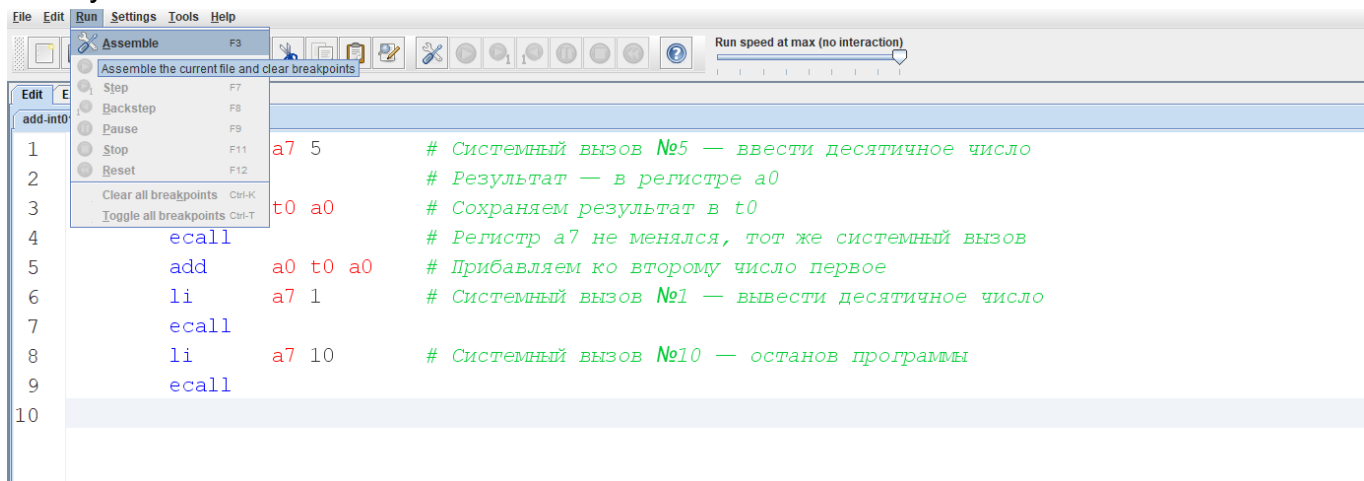 File Edit Run Settings Tools Help
Assemble F3
Run speed at max (no interaction)
Assemble the current file and clear breakpoints
Step F7
Edit E
Backstep F8
add-int0
Pause F9
1 a7 5 # Системный вызов №5 — ввести десятичное число
Stop F11
2 # Результат — в регистре a0
Reset F12
Clear all breakpoints Ctrl-K
3 t0 a0 # Сохраняем результат в t0
Toggle all breakpoints Ctrl-T
4 ecall # Регистр a7 не менялся, тот же системный вызов
5 add a0 t0 a0 # Прибавляем ко второму число первое
6 li a7 1 # Системный вызов №1 — вывести десятичное число
7 ecall
8 li a7 10 # Системный вызов №10 — останов программы
9 ecall
10